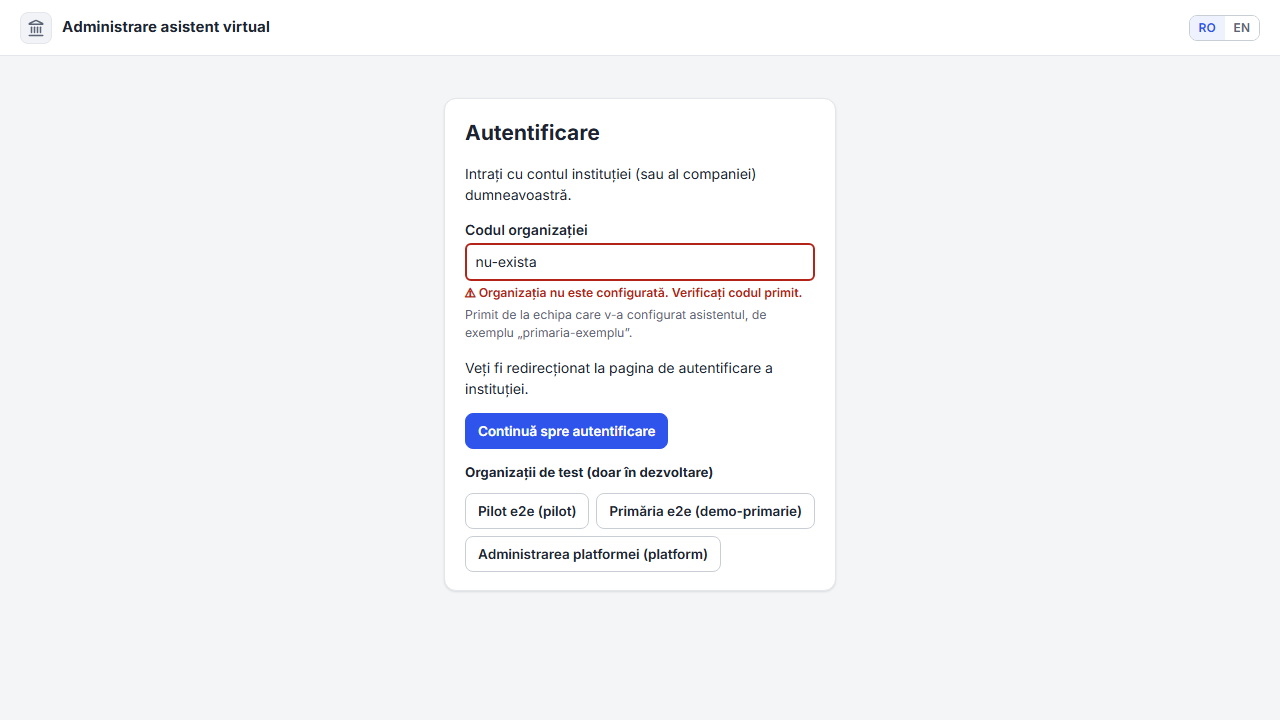 Administrare asistent virtual
RO EN
Autentificare
Intrați cu contul instituției (sau al companiei)
dumneavoastră.
Codul organizației
nu-exista
⚠ Organizația nu este configurată. Verificați codul primit.
Primit de la echipa care v-a configurat asistentul, de
exemplu „primaria-exemplu”.
Veți fi redirecționat la pagina de autentificare a
instituției.
Continuă spre autentificare
Organizații de test (doar în dezvoltare)
Pilot e2e (pilot) Primăria e2e (demo-primarie)
Administrarea platformei (platform)